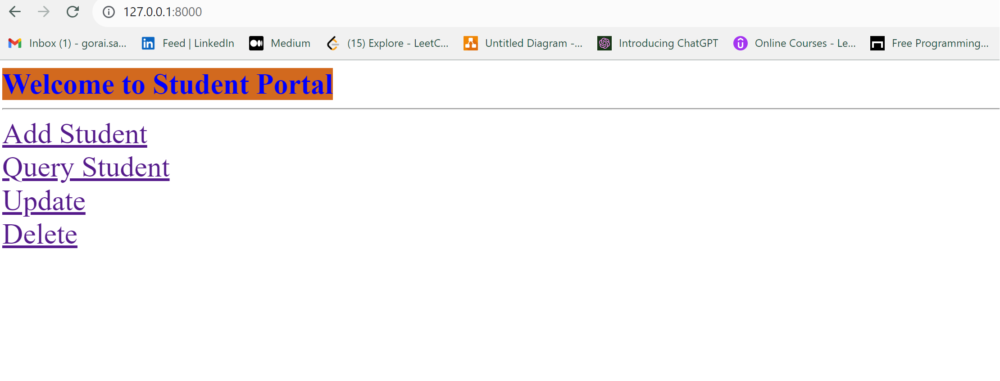 127.0.0.1:8000
Inbox (1) - gorai.sa... Feed | LinkedIn Medium (15) Explore - LeetC... Untitled Diagram -... Introducing ChatGPT Online Courses - Le... Free Programming...
Welcome to Student Portal
Add Student
Query Student
Update
Delete